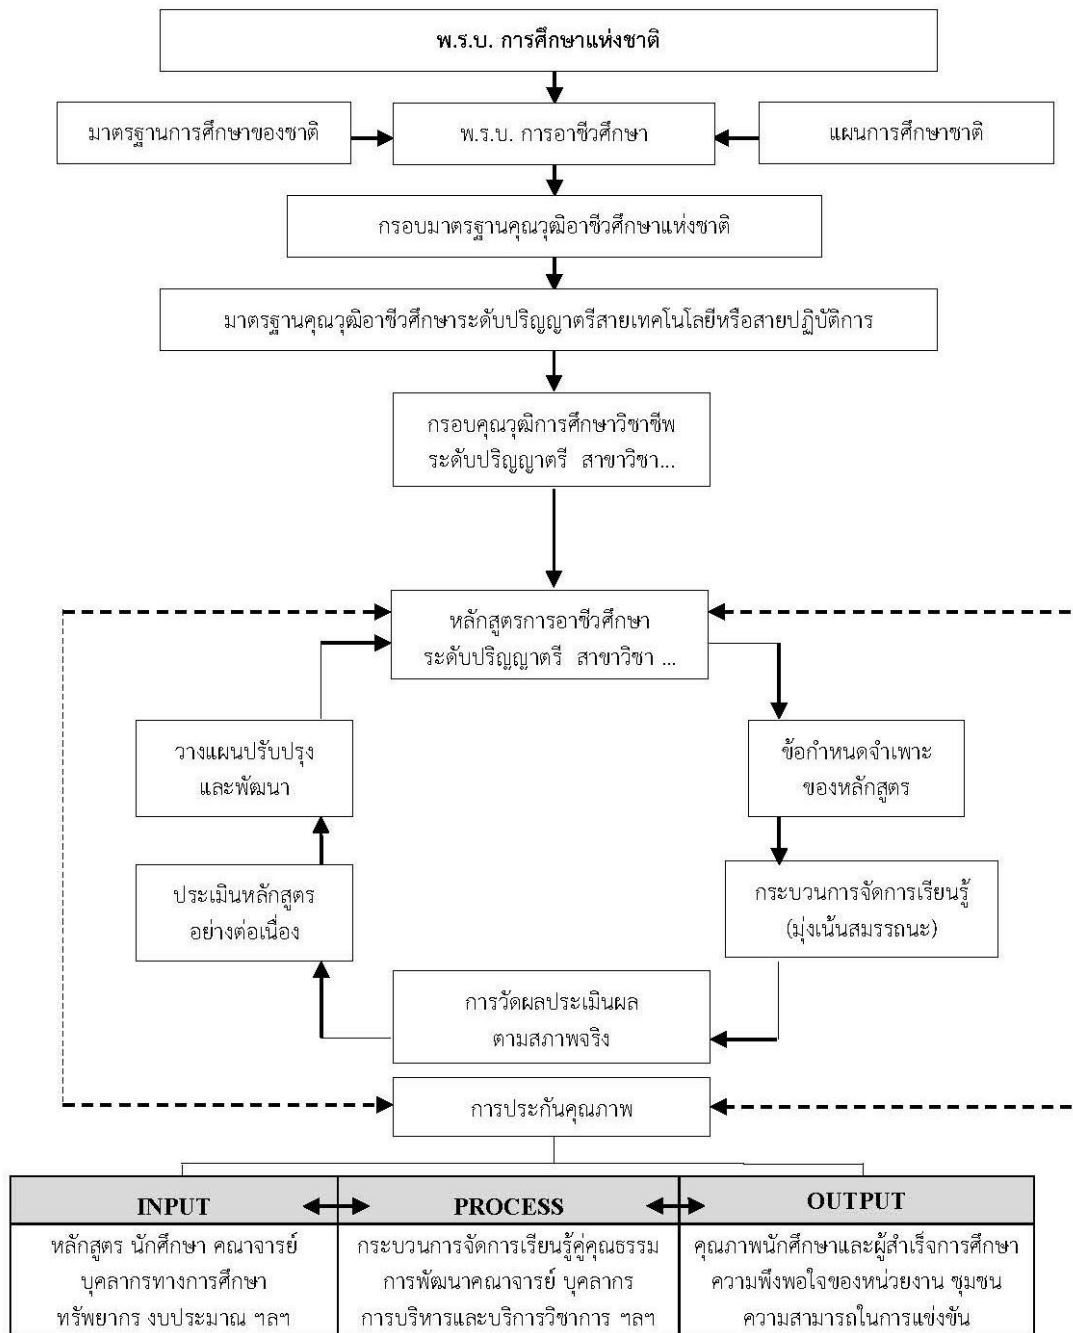 พ.ร.บ. การศึกษาแห่งชาติ
มาตรฐานการศึกษาของชาติ
พ.ร.บ. การอาชีวศึกษา
แผนการศึกษาชาติ
กรอบมาตรฐานคุณวุฒิอาชีวศึกษาแห่งชาติ
มาตรฐานคุณวุฒิอาชีวศึกษาระดับปริญญาตรีสายเทคโนโลยีหรือสายปฏิบัติการ
กรอบคุณวุฒิการศึกษาวิชาชีพ
ระดับปริญญาตรี สาขาวิชา...
หลักสูตรการอาชีวศึกษา
ระดับปริญญาตรี สาขาวิชา ...
วางแผนปรับปรุง
และพัฒนา
ข้อกำหนดจำเพาะ
ของหลักสูตร
ประเมินหลักสูตร
อย่างต่อเนื่อง
กระบวนการจัดการเรียนรู้
(มุ่งเน้นสมรรถนะ)
การวัดผลประเมินผล
ตามสภาพจริง
การประกันคุณภาพ
INPUT
PROCESS
OUTPUT
หลักสูตร นักศึกษา คณาจารย์
บุคลากรทางการศึกษา
ทรัพยากร งบประมาณ ฯลฯ
กระบวนการจัดการเรียนรู้คู่คุณธรรม
การพัฒนาคณาจารย์ บุคลากร
การบริหารและบริการวิชาการ ฯลฯ
คุณภาพนักศึกษาและผู้สำเร็จการศึกษา
ความพึงพอใจของหน่วยงาน ชุมชน
ความสามารถในการแข่งขัน